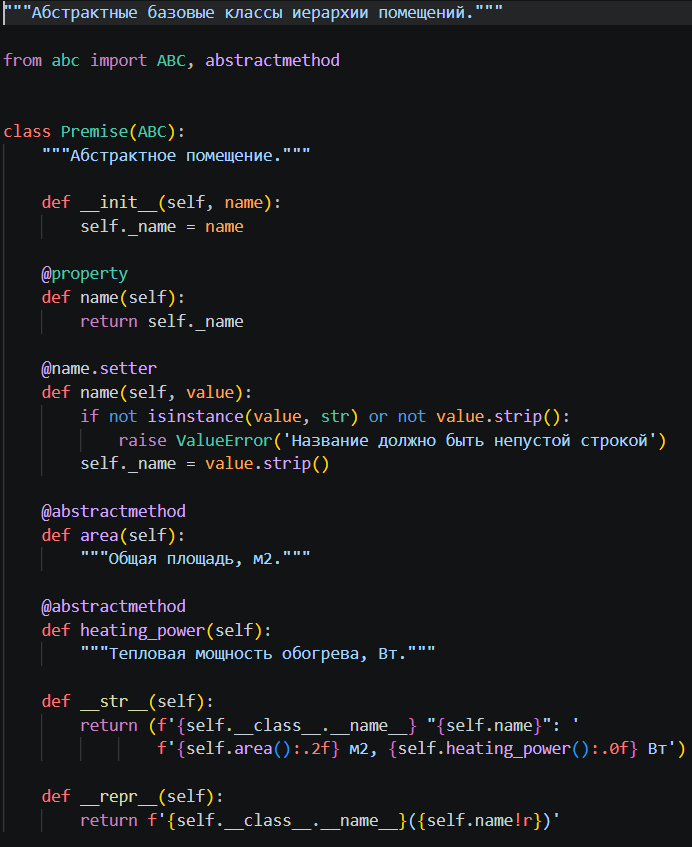 """Абстрактные базовые классы иерархии помещений."""
from abc import ABC, abstractmethod
class Premise(ABC):
    """Абстрактное помещение."""
    def __init__(self, name):
        self._name = name
    @property
    def name(self):
        return self._name
    @name.setter
    def name(self, value):
        if not isinstance(value, str) or not value.strip():
            raise ValueError('Название должно быть непустой строкой')
        self._name = value.strip()
    @abstractmethod
    def area(self):
        """Общая площадь, м2."""
    @abstractmethod
    def heating_power(self):
        """Тепловая мощность обогрева, Вт."""
    def __str__(self):
        return (f'{self.__class__.__name__} "{self.name}": '
                f'{self.area():.2f} м2, {self.heating_power():.0f} Вт')
    def __repr__(self):
        return f'{self.__class__.__name__}({self.name!r})'